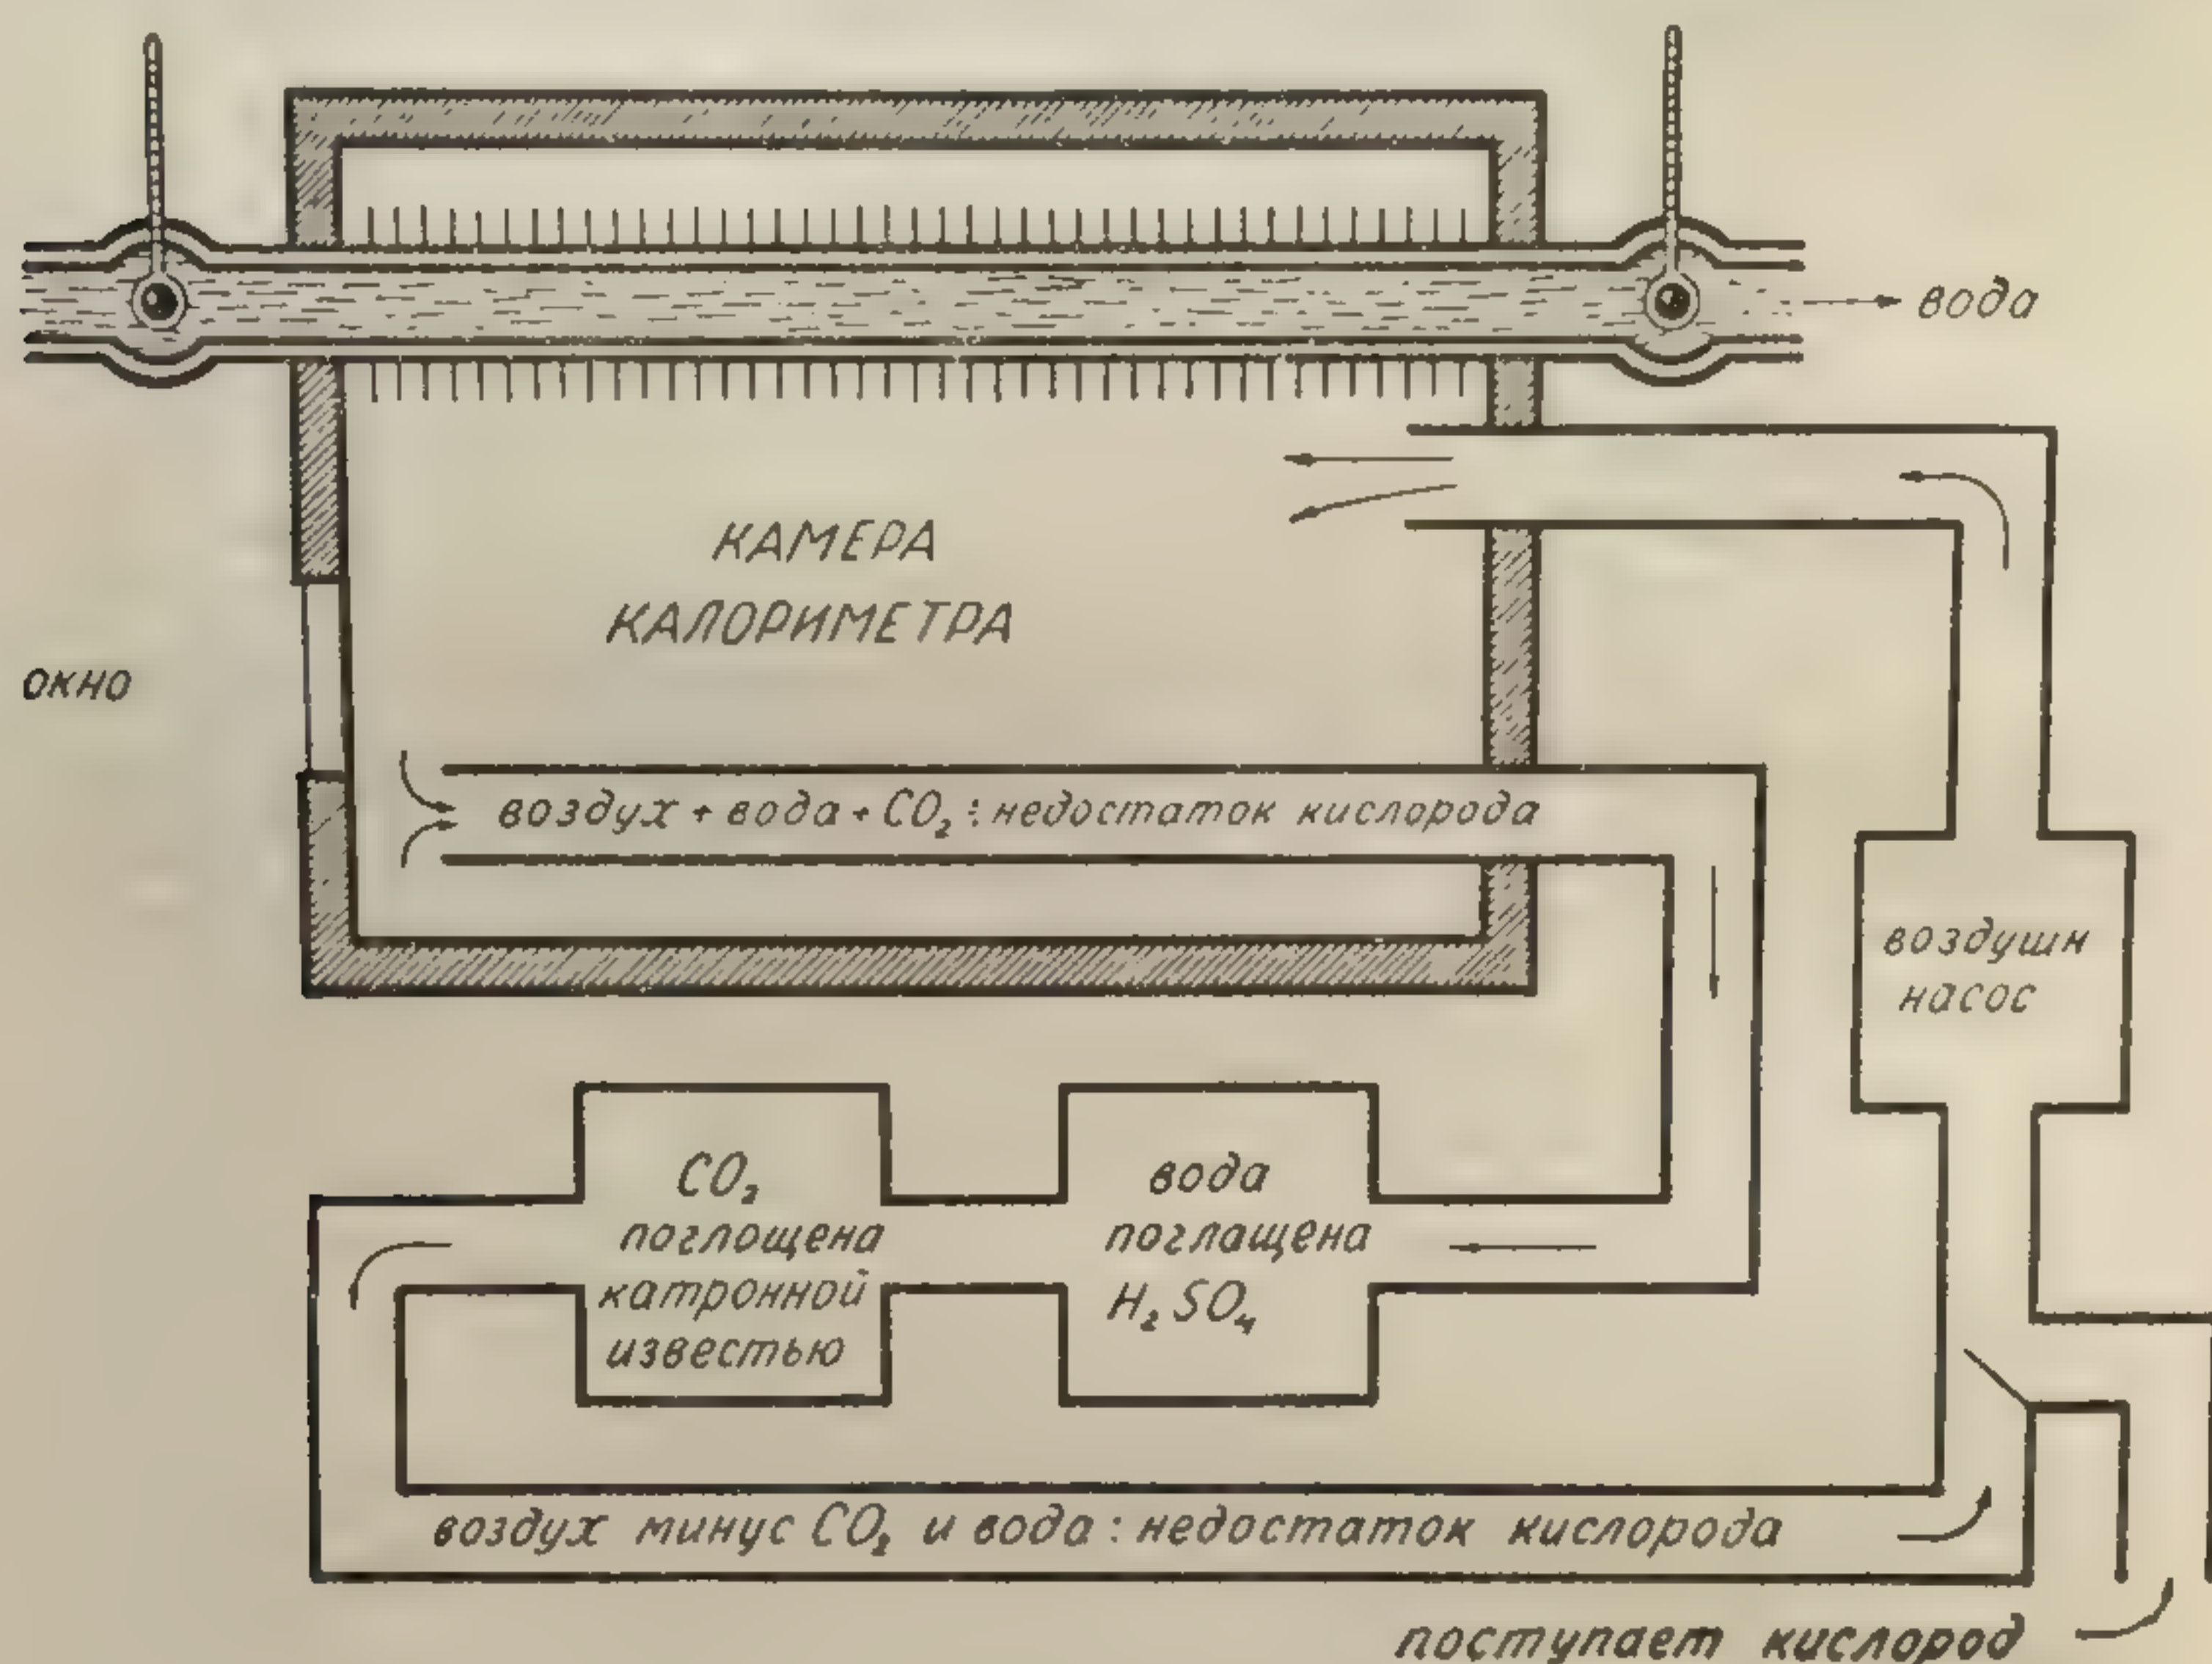 вода
КАМЕРА
КАЛОРИМЕТРА
окно
воздух + вода + CO₂ : недостаток кислорода
воздушн
насос
CO₂
поглощена
катронной
известью
вода
поглащена
H₂SO₄
воздух минус CO₂ и вода : недостаток кислорода
поступает кислород